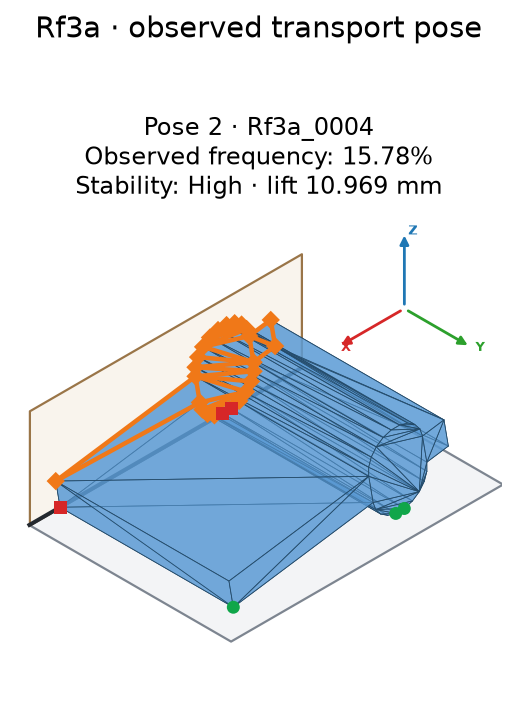 Rf3a · observed transport pose
Pose 2 · Rf3a_0004
Observed frequency: 15.78%
Stability: High · lift 10.969 mm
Z
X
Y